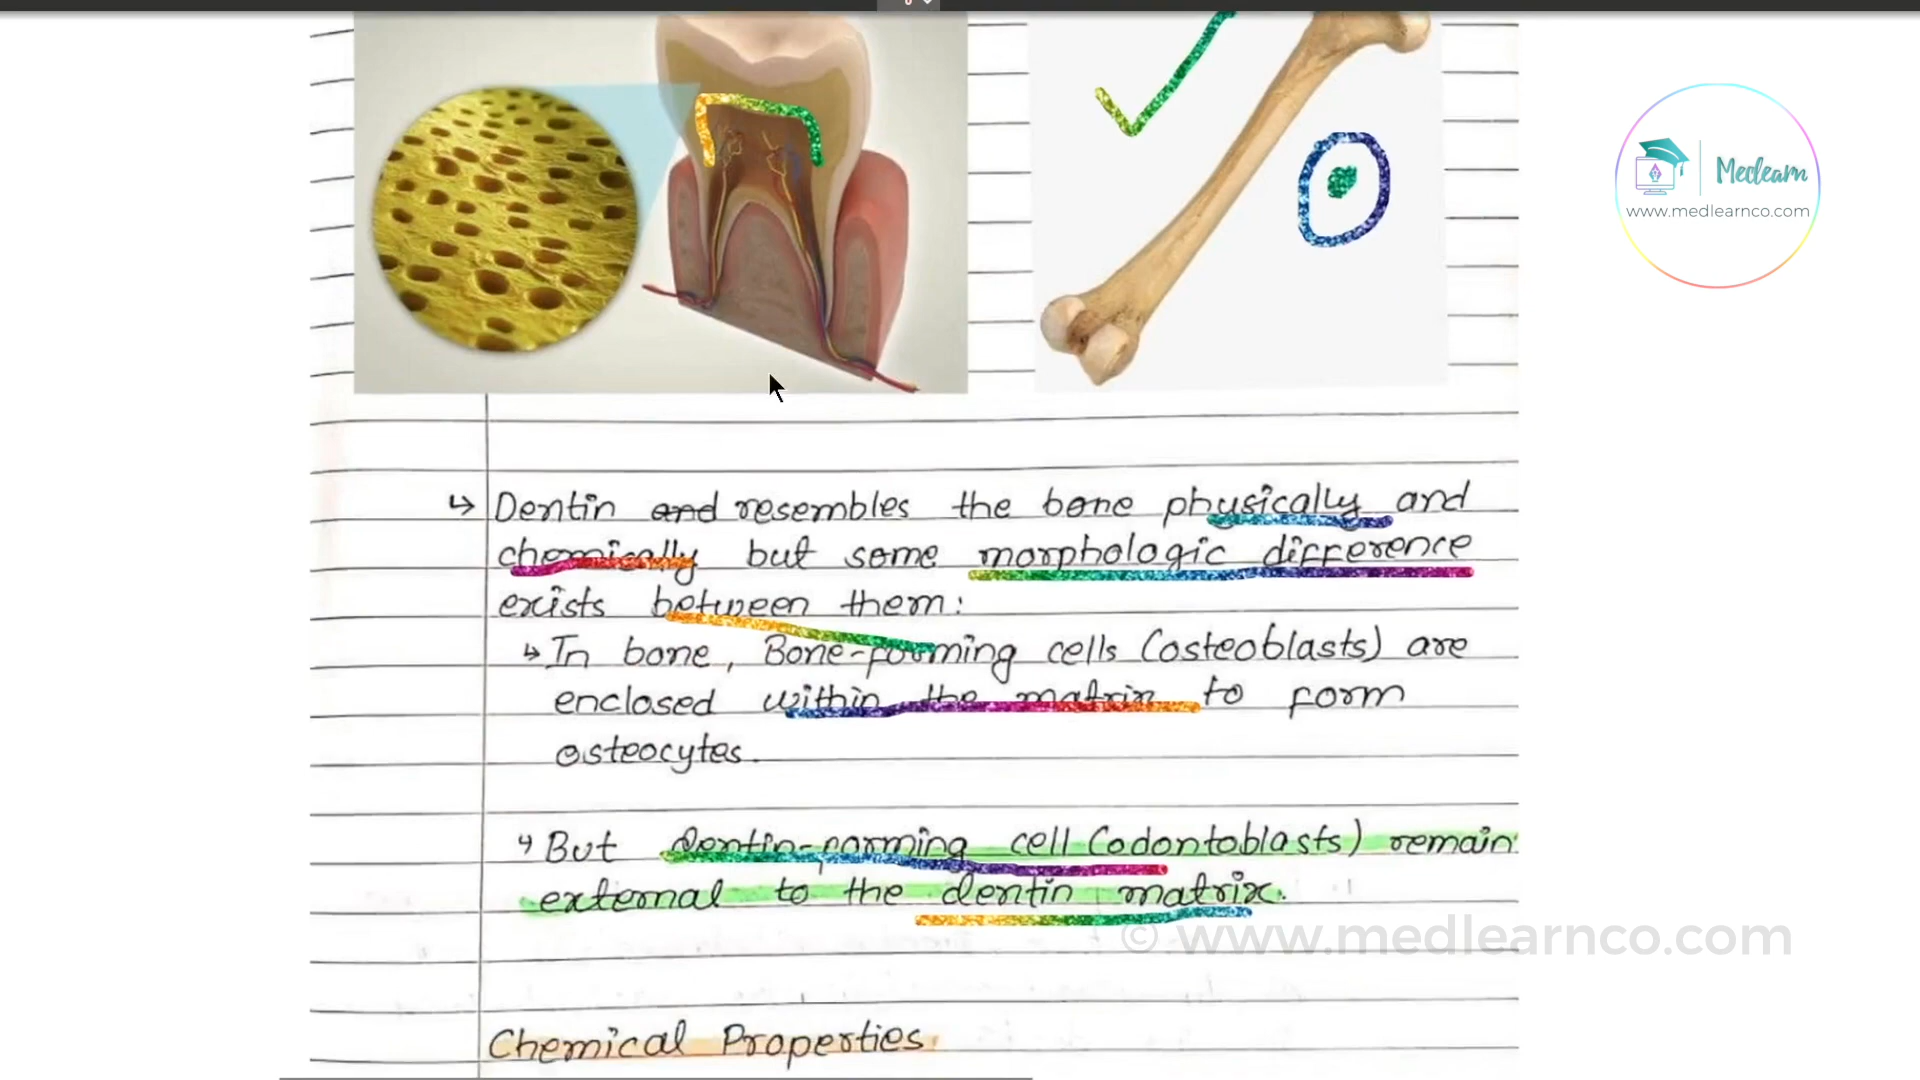 Medlearn
www.medlearnco.com
↳ Dentin and resembles the bone physically and
chemically but some morphologic difference
exists between them:
↳ In bone, Bone-forming cells (osteoblasts) are
enclosed within the matrix to form
osteocytes.
↳ But dentin-forming cell (odontoblasts) remain
external to the dentin matrix.
© www.medlearnco.com
Chemical Properties